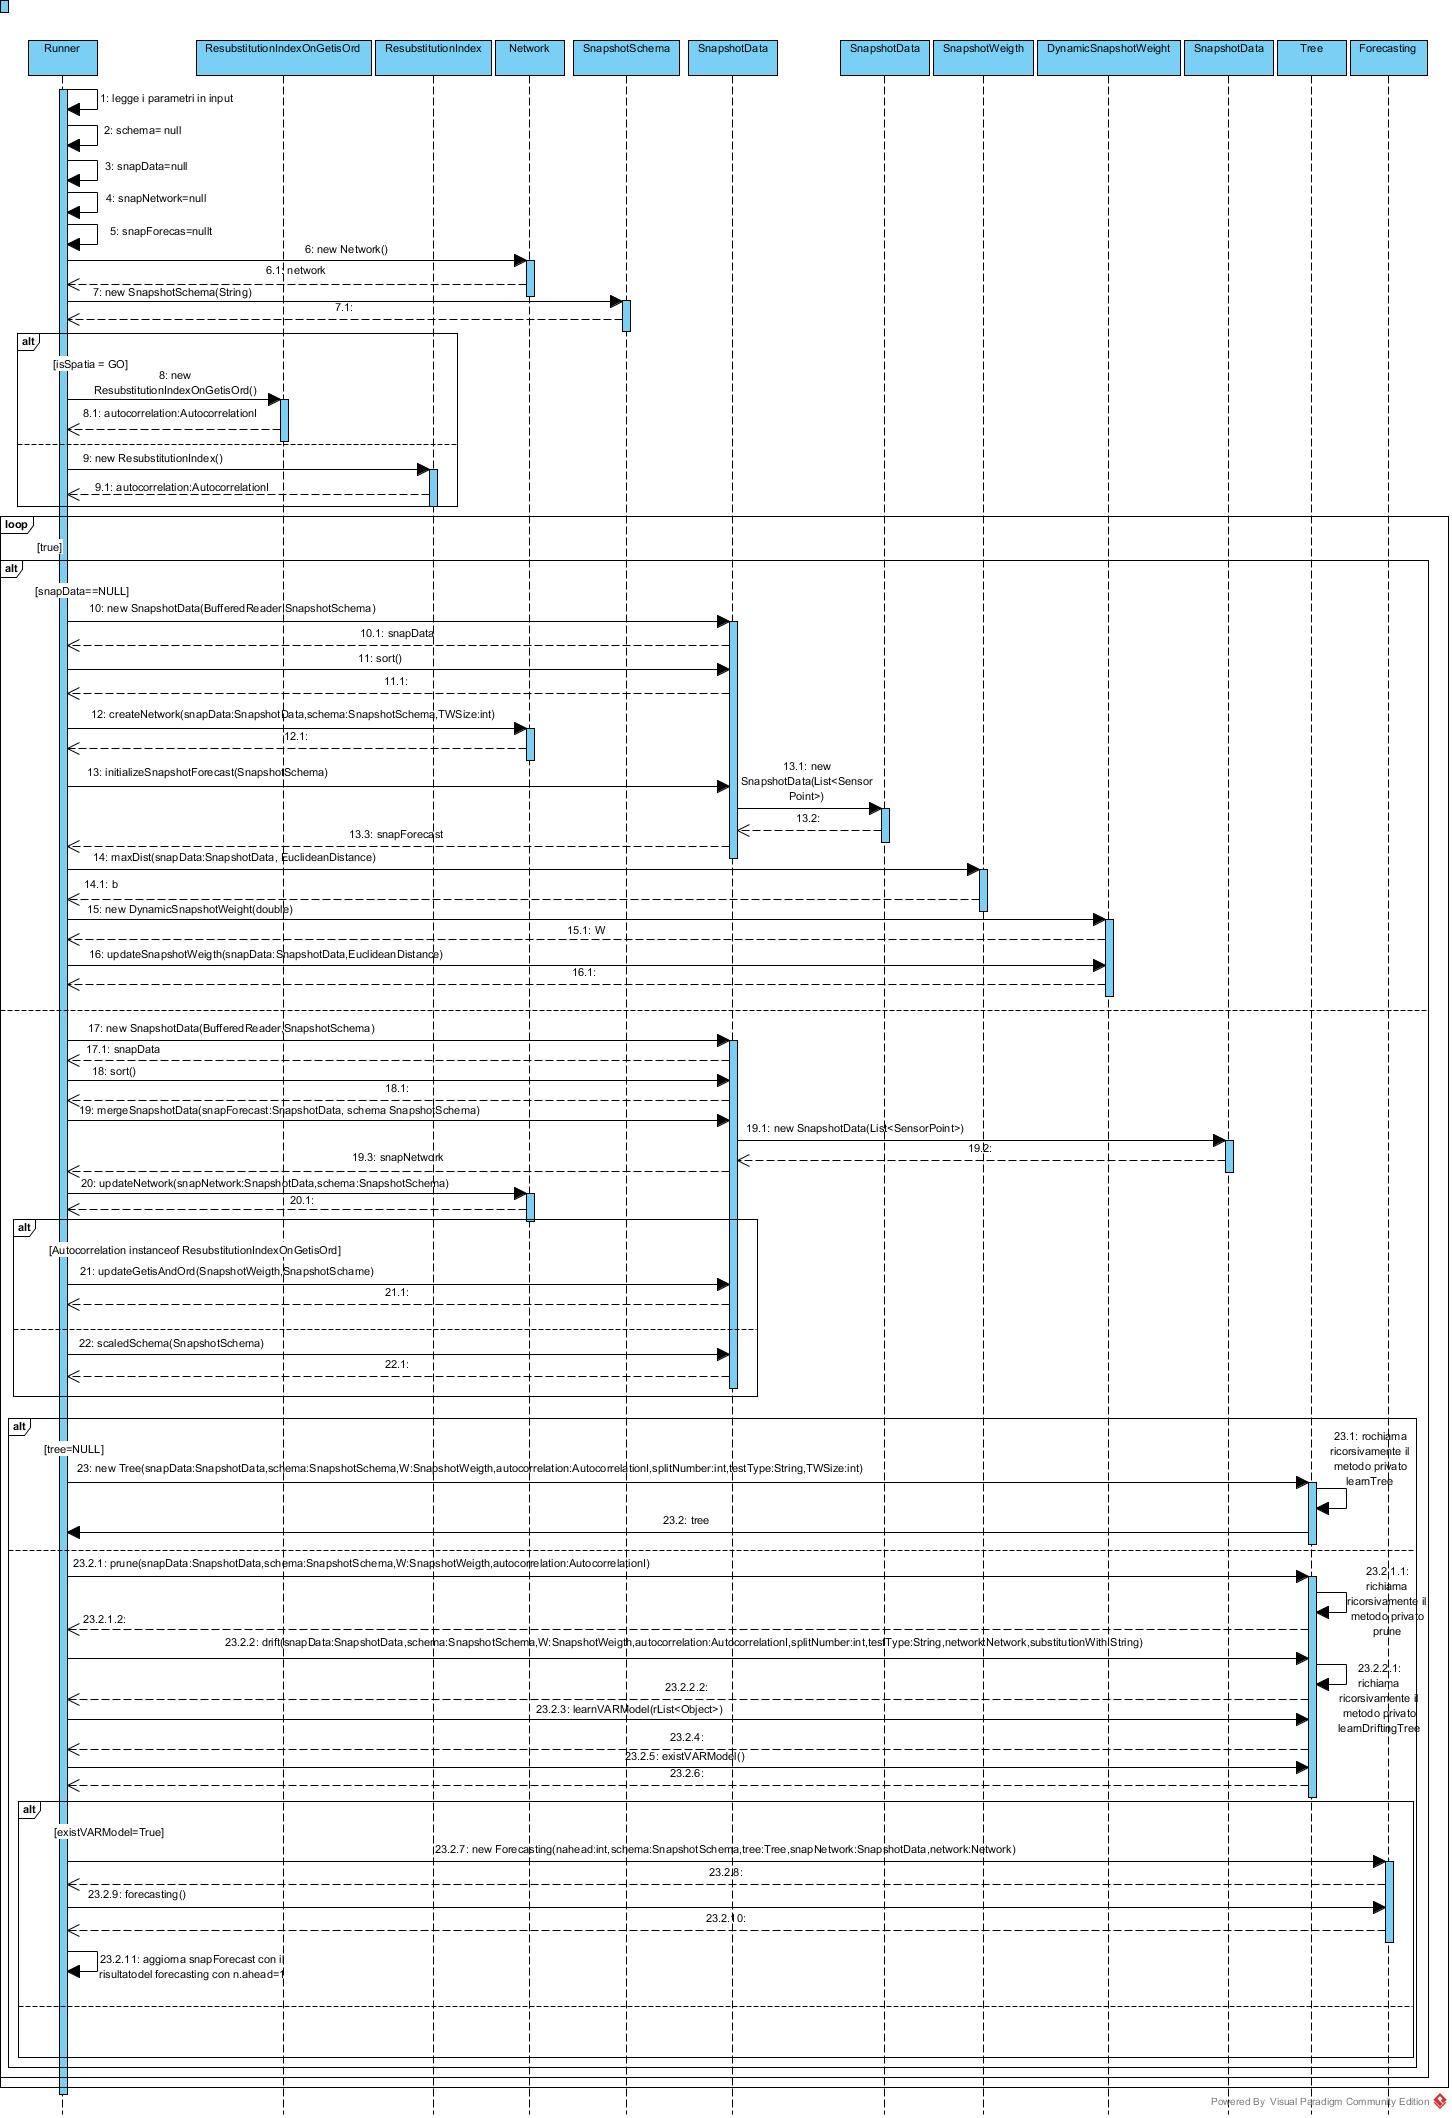 Runner
ResubstitutionIndexOnGetisOrd
ResubstitutionIndex
Network
SnapshotSchema
SnapshotData
SnapshotData
SnapshotWeigth
DynamicSnapshotWeight
SnapshotData
Tree
Forecasting
1: legge i parametri in input
2: schema= null
3: snapData=null
4: snapNetwork=null
5: snapForecas=nullt
6: new Network()
6.1: network
7: new SnapshotSchema(String)
7.1:
alt
[isSpatia = GO]
8: new
ResubstitutionIndexOnGetisOrd()
8.1: autocorrelation:AutocorrelationI
9: new ResubstitutionIndex()
9.1: autocorrelation:AutocorrelationI
loop
[true]
alt
[snapData==NULL]
10: new SnapshotData(BufferedReader,SnapshotSchema)
10.1: snapData
11: sort()
11.1:
12: createNetwork(snapData:SnapshotData,schema:SnapshotSchema,TWSize:int)
12.1:
13: initializeSnapshotForecast(SnapshotSchema)
13.1: new
SnapshotData(List<Sensor
Point>)
13.2:
13.3: snapForecast
14: maxDist(snapData:SnapshotData, EuclideanDistance)
14.1: b
15: new DynamicSnapshotWeight(double)
15.1: W
16: updateSnapshotWeigth(snapData:SnapshotData,EuclideanDistance)
16.1:
17: new SnapshotData(BufferedReader,SnapshotSchema)
17.1: snapData
18: sort()
18.1:
19: mergeSnapshotData(snapForecast:SnapshotData, schema SnapshotSchema)
19.1: new SnapshotData(List<SensorPoint>)
19.2:
19.3: snapNetwork
20: updateNetwork(snapNetwork:SnapshotData,schema:SnapshotSchema)
20.1:
alt
[Autocorrelation instanceof ResubstitutionIndexOnGetisOrd]
21: updateGetisAndOrd(SnapshotWeigth,SnapshotSchame)
21.1:
22: scaledSchema(SnapshotSchema)
22.1:
alt
[tree=NULL]
23: new Tree(snapData:SnapshotData,schema:SnapshotSchema,W:SnapshotWeigth,autocorrelation:AutocorrelationI,splitNumber:int,testType:String,TWSize:int)
23.1: rochiama
ricorsivamente il
metodo privato
learnTree
23.2: tree
23.2.1: prune(snapData:SnapshotData,schema:SnapshotSchema,W:SnapshotWeigth,autocorrelation:AutocorrelationI)
23.2.1.1:
richiama
ricorsivamente il
metodo privato
prune
23.2.1.2:
23.2.2: drift(snapData:SnapshotData,schema:SnapshotSchema,W:SnapshotWeigth,autocorrelation:AutocorrelationI,splitNumber:int,testType:String,network:Network,substitutionWith:String)
23.2.2.1:
richiama
ricorsivamente il
metodo privato
learnDriftingTree
23.2.2.2:
23.2.3: learnVARModel(rList<Object>)
23.2.4:
23.2.5: existVARModel()
23.2.6:
alt
[existVARModel=True]
23.2.7: new Forecasting(nahead:int,schema:SnapshotSchema,tree:Tree,snapNetwork:SnapshotData,network:Network)
23.2.8:
23.2.9: forecasting()
23.2.10:
23.2.11: aggiorna snapForecast con il
risultatodel forecasting con n.ahead=1
Powered By Visual Paradigm Community Edition